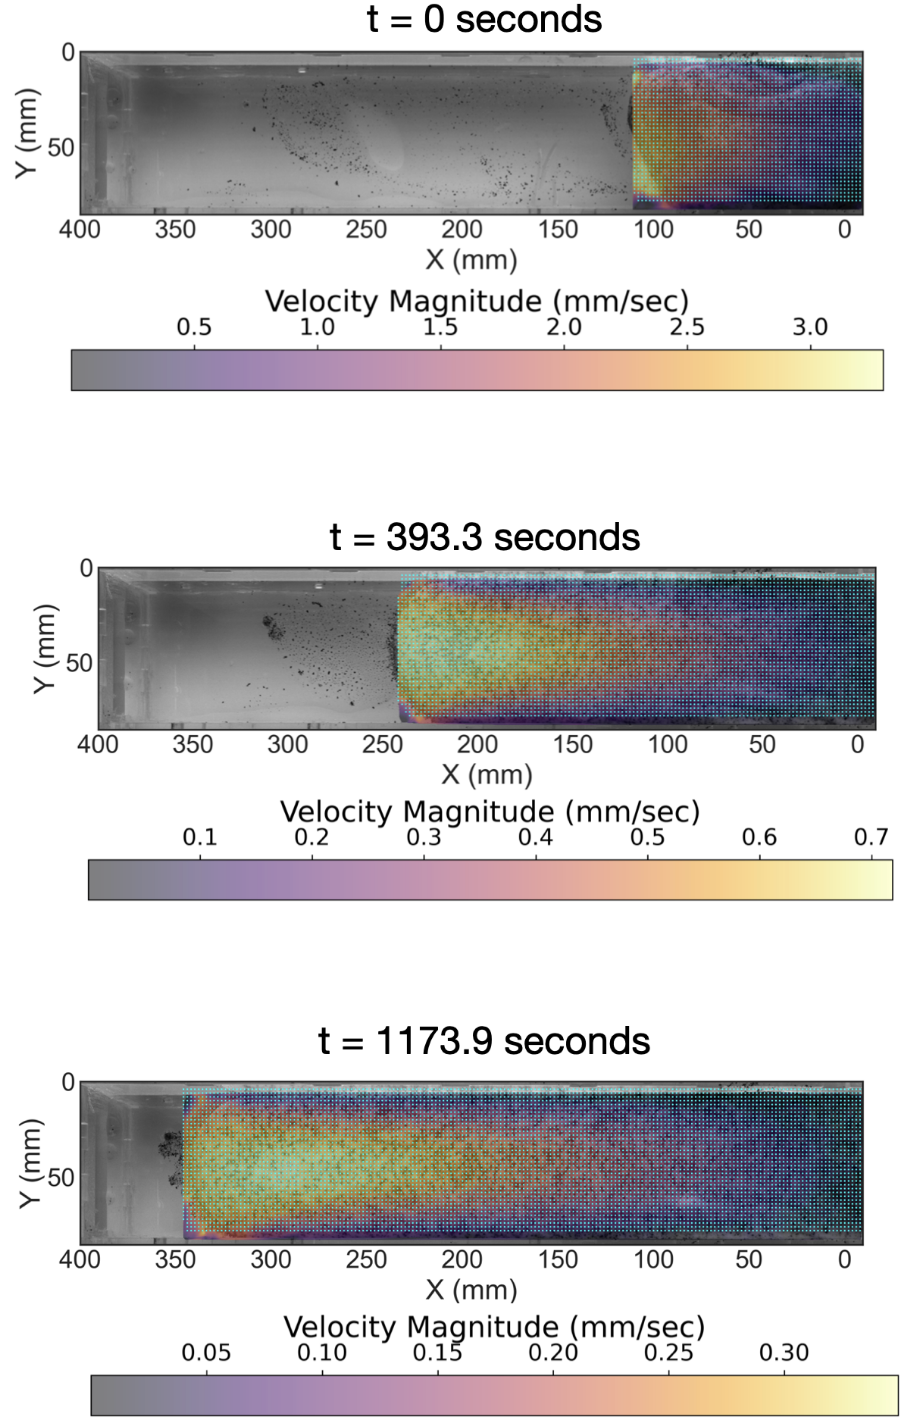 t = 0 seconds
0
50
Y (mm)
400 350 300 250 200 150 100 50 0
X (mm)
Velocity Magnitude (mm/sec)
0.5 1.0 1.5 2.0 2.5 3.0
t = 393.3 seconds
0
50
Y (mm)
400 350 300 250 200 150 100 50 0
X (mm)
Velocity Magnitude (mm/sec)
0.1 0.2 0.3 0.4 0.5 0.6 0.7
t = 1173.9 seconds
0
50
Y (mm)
400 350 300 250 200 150 100 50 0
X (mm)
Velocity Magnitude (mm/sec)
0.05 0.10 0.15 0.20 0.25 0.30